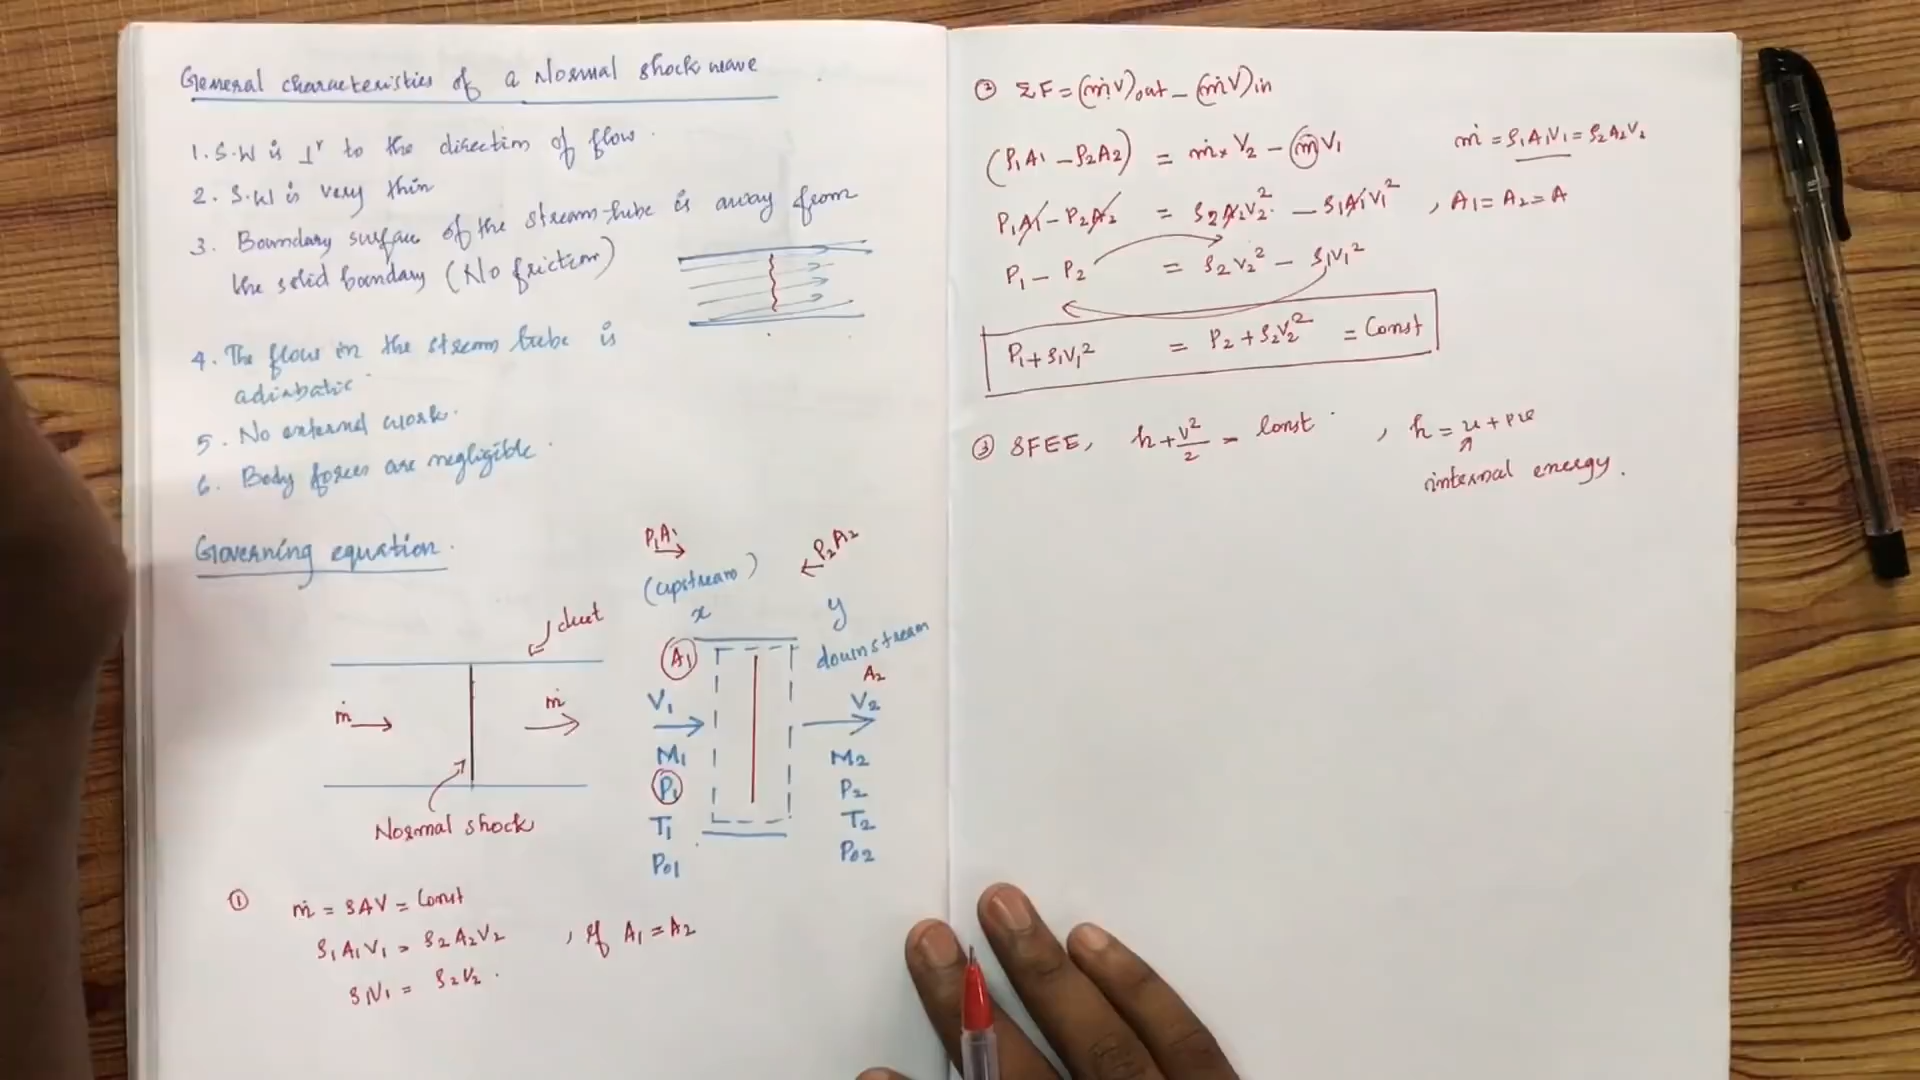 General characteristics of a Normal shock wave
1. S.W is ⊥r to the direction of flow.
2. S.W is very thin
3. Boundary surface of the stream-tube is away from
the solid boundary (No friction)
4. The flow in the stream tube is
adiabatic
5. No external work.
6. Body forces are negligible.
Governing equation.
duct
ṁ
ṁ
Normal shock
P₁A₁
P₂A₂
(upstream)
x
y
downstream
A₁
A₂
V₁
V₂
M₁
M₂
P₁
P₂
T₁
T₂
P₀₁
P₀₂
① ṁ = ρAV = Const
ρ₁A₁V₁ = ρ₂A₂V₂ , if A₁ = A₂
ρ₁V₁ = ρ₂V₂.
② ΣF = (ṁV)out - (ṁV)in
(P₁A₁ - P₂A₂) = ṁ × V₂ - ṁV₁ ṁ = ρ₁A₁V₁ = ρ₂A₂V₂
P₁A₁ - P₂A₂ = ρ₂A₂V₂² - ρ₁A₁V₁² , A₁ = A₂ = A
P₁ - P₂ = ρ₂V₂² - ρ₁V₁²
P₁ + ρ₁V₁² = P₂ + ρ₂V₂² = Const
③ SFEE, h + V²/2 = Const. , h = u + pv
internal energy.